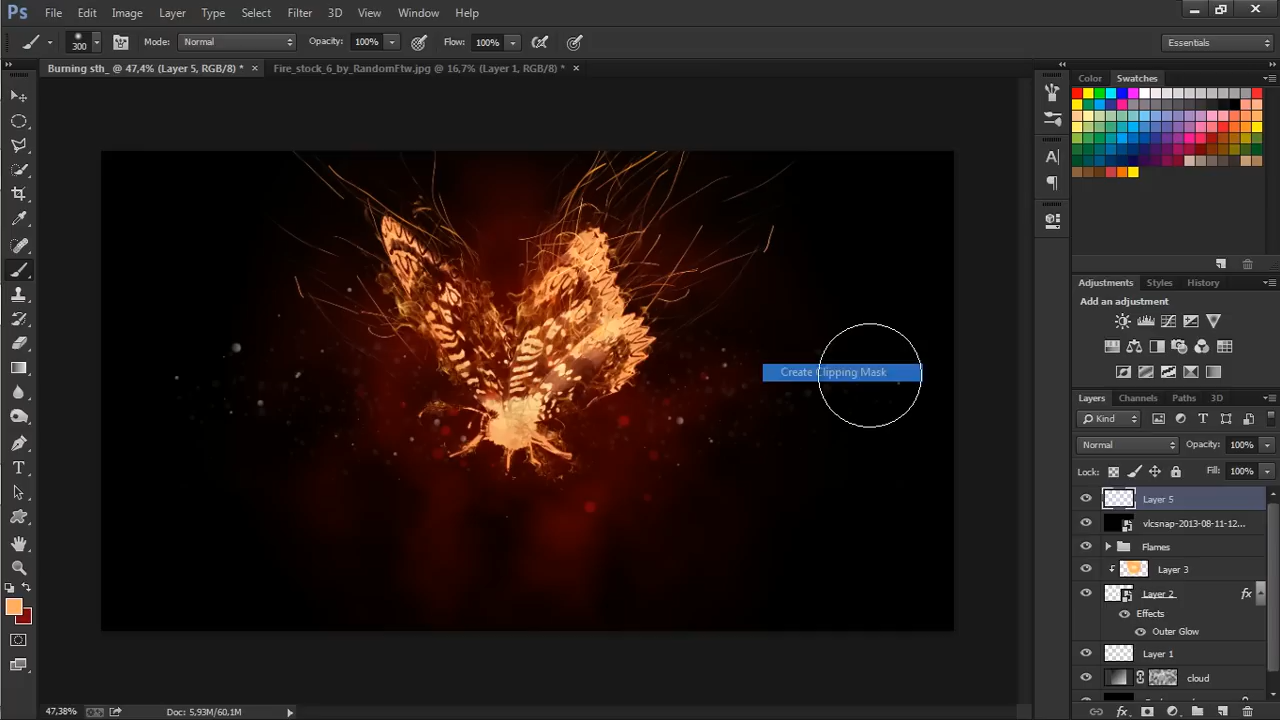 Ps File Edit Image Layer Type Select Filter 3D View Window Help
300 Mode: Normal Opacity: 100% Flow: 100% Essentials
Burning sth_ @ 47,4% (Layer 5, RGB/8) * × Fire_stock_6_by_RandomFtw.jpg @ 16,7% (Layer 1, RGB/8) * ×
Color Swatches
Adjustments Styles History
Add an adjustment
Create Clipping Mask
Layers Channels Paths 3D
Kind
Normal Opacity: 100%
Lock: Fill: 100%
Layer 5
vlcsnap-2013-08-11-12...
Flames
Layer 3
Layer 2 fx
Effects
Outer Glow
Layer 1
cloud
47,38% Doc: 5,93M/60,1M